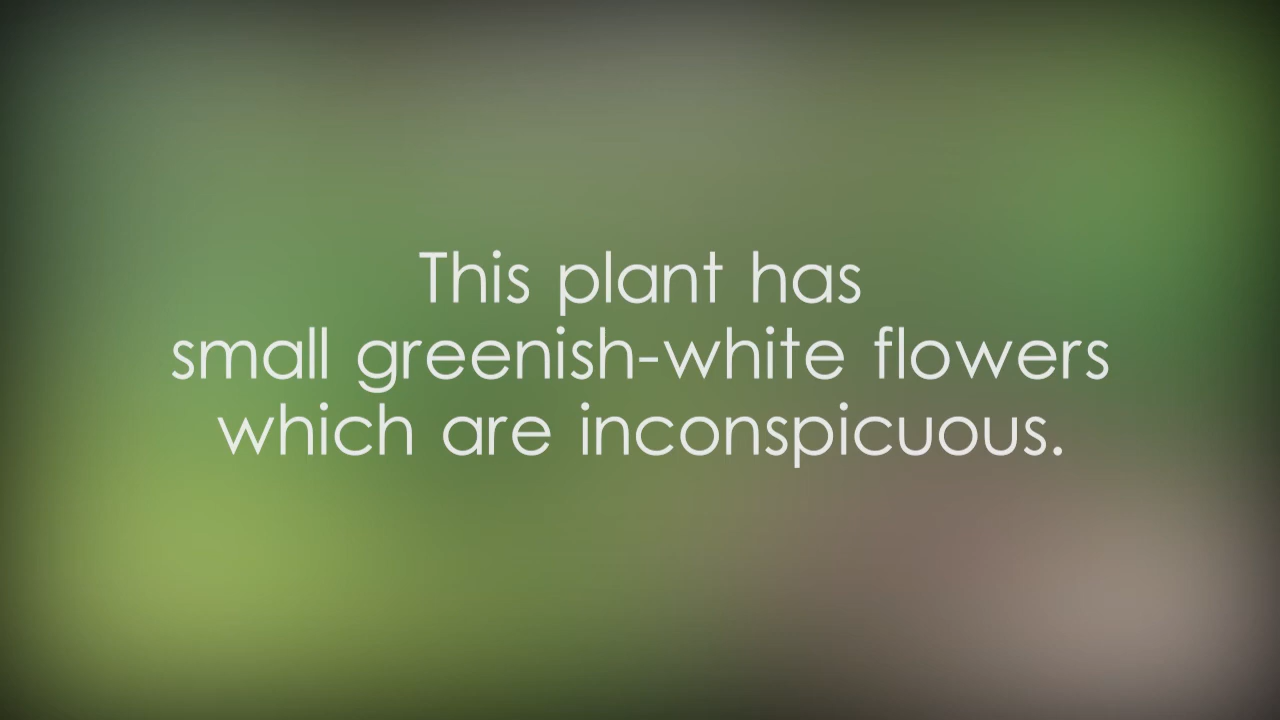 This plant has
small greenish-white flowers
which are inconspicuous.